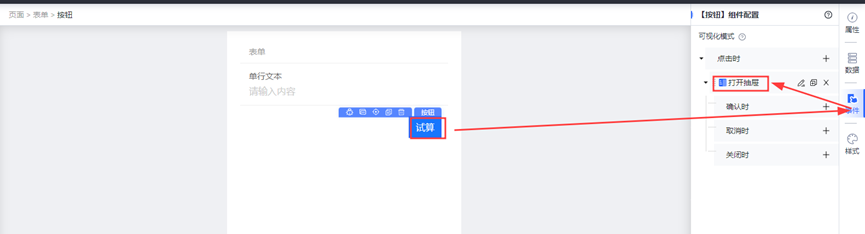 页面 > 表单 > 按钮
表单
单行文本
请输入内容
按钮
试算
【按钮】组件配置
可视化模式
点击时
打开抽屉
确认时
取消时
关闭时
属性
数据
事件
样式